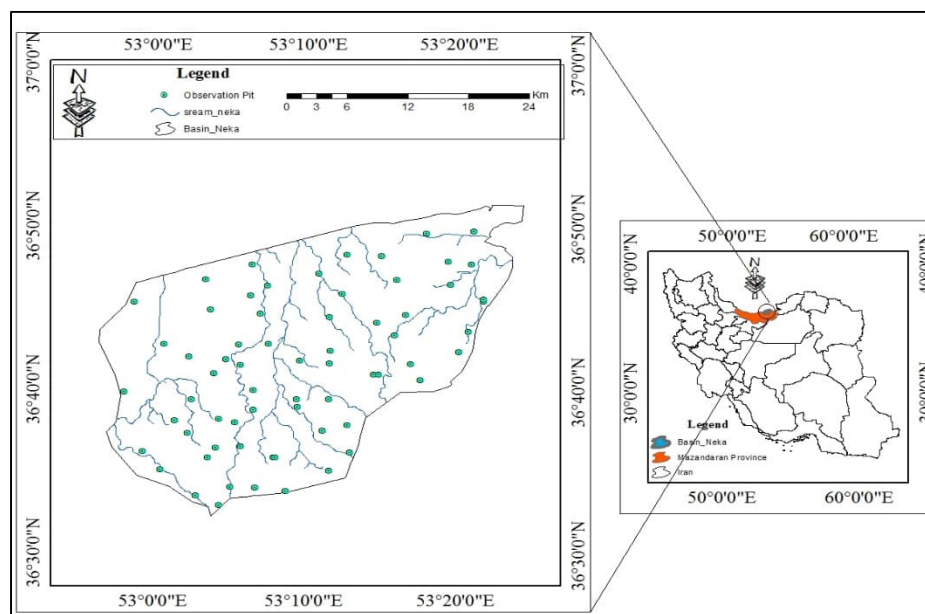 53°0'0"E 53°10'0"E 53°20'0"E
37°0'0"N
37°0'0"N
N
Legend
Observation Pit
sream_neka
Basin_Neka
Km
0 1 3 6 12 18 24
36°50'0"N
36°50'0"N
36°40'0"N
36°40'0"N
36°30'0"N
36°30'0"N
53°0'0"E 53°10'0"E 53°20'0"E
50°0'0"E 60°0'0"E
40°0'0"N
40°0'0"N
N
30°0'0"N
Legend
Basin_Neka
Mazandaran Province
Iran
50°0'0"E 60°0'0"E